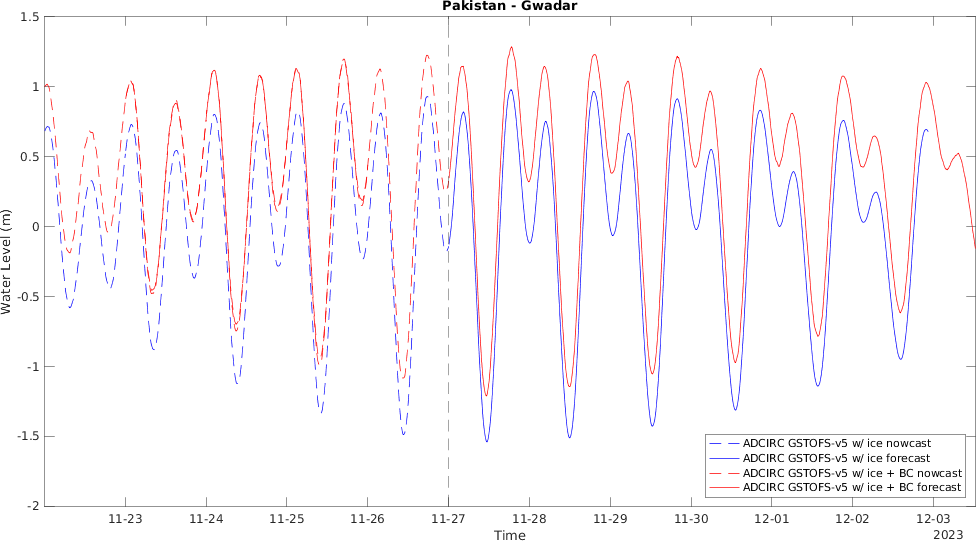 Pakistan - Gwadar
1.5
1
0.5
0
-0.5
-1
-1.5
-2
Water Level (m)
11-23
11-24
11-25
11-26
11-27
11-28
11-29
11-30
12-01
12-02
12-03
Time
2023
ADCIRC GSTOFS-v5 w/ ice nowcast
ADCIRC GSTOFS-v5 w/ ice forecast
ADCIRC GSTOFS-v5 w/ ice + BC nowcast
ADCIRC GSTOFS-v5 w/ ice + BC forecast